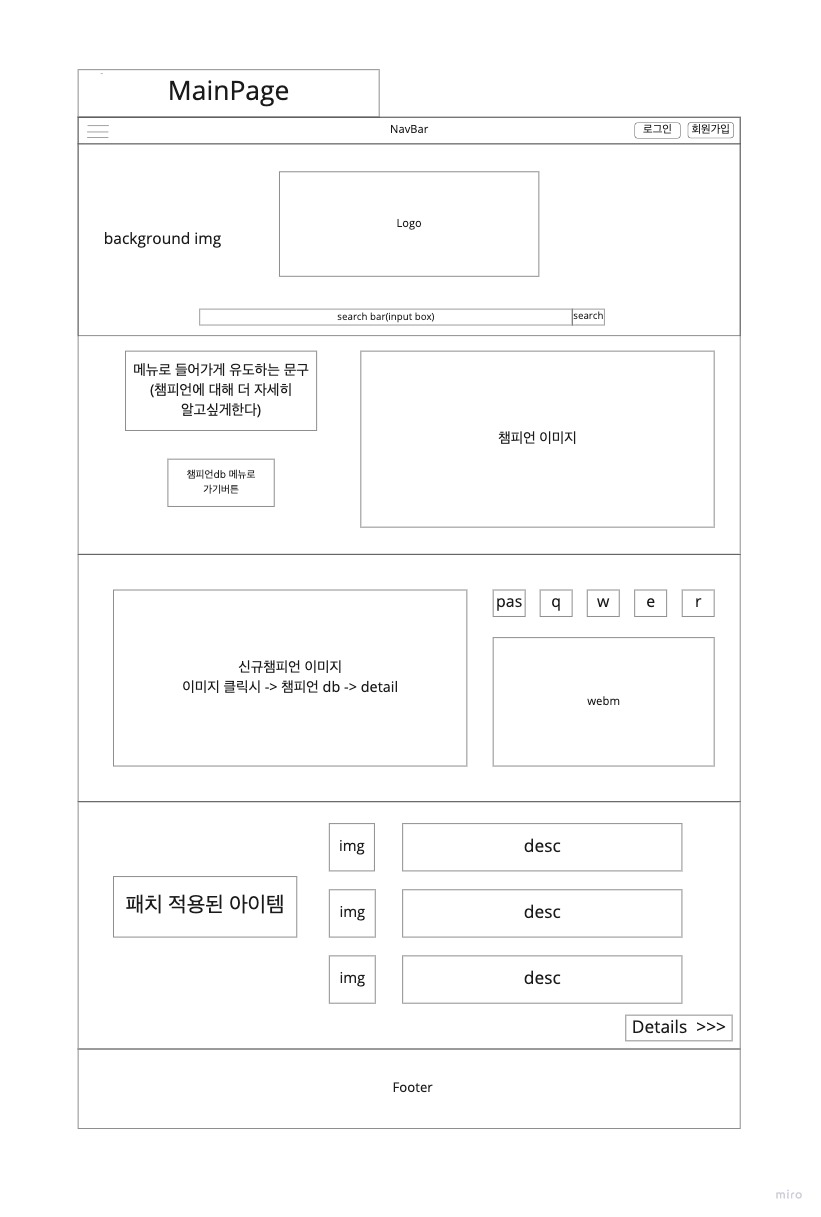 MainPage
NavBar
로그인
회원가입
Logo
background img
search bar(input box)
search
메뉴로 들어가게 유도하는 문구
(챔피언에 대해 더 자세히
알고싶게한다)
챔피언 이미지
챔피언db 메뉴로
가기버튼
pas
q
w
e
r
신규챔피언 이미지
이미지 클릭시 -> 챔피언 db -> detail
webm
img
desc
패치 적용된 아이템
img
desc
img
desc
Details >>>
Footer
miro